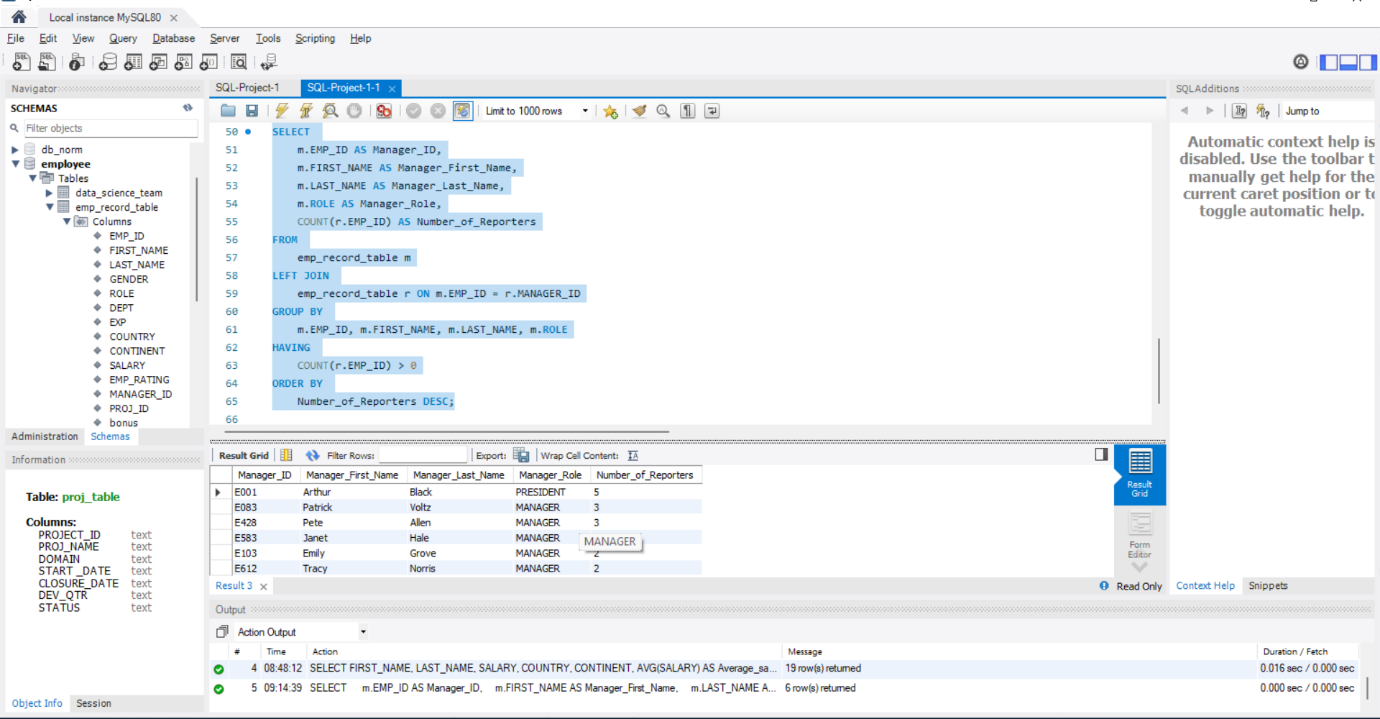 Local instance MySQL80 ×
File Edit View Query Database Server Tools Scripting Help
Navigator
SCHEMAS
Filter objects
db_norm
employee
Tables
data_science_team
emp_record_table
Columns
EMP_ID
FIRST_NAME
LAST_NAME
GENDER
ROLE
DEPT
EXP
COUNTRY
CONTINENT
SALARY
EMP_RATING
MANAGER_ID
PROJ_ID
bonus
Administration Schemas
Information
Table: proj_table
Columns:
PROJECT_ID text
PROJ_NAME text
DOMAIN text
START _DATE text
CLOSURE_DATE text
DEV_QTR text
STATUS text
Object Info Session
SQL-Project-1 SQL-Project-1-1 ×
Limit to 1000 rows
50 SELECT
51 m.EMP_ID AS Manager_ID,
52 m.FIRST_NAME AS Manager_First_Name,
53 m.LAST_NAME AS Manager_Last_Name,
54 m.ROLE AS Manager_Role,
55 COUNT(r.EMP_ID) AS Number_of_Reporters
56 FROM
57 emp_record_table m
58 LEFT JOIN
59 emp_record_table r ON m.EMP_ID = r.MANAGER_ID
60 GROUP BY
61 m.EMP_ID, m.FIRST_NAME, m.LAST_NAME, m.ROLE
62 HAVING
63 COUNT(r.EMP_ID) > 0
64 ORDER BY
65 Number_of_Reporters DESC;
66
Result Grid Filter Rows: Export: Wrap Cell Content:
Manager_ID Manager_First_Name Manager_Last_Name Manager_Role Number_of_Reporters
E001 Arthur Black PRESIDENT 5
E083 Patrick Voltz MANAGER 3
E428 Pete Allen MANAGER 3
E583 Janet Hale MANAGER
MANAGER
E103 Emily Grove MANAGER 2
E612 Tracy Norris MANAGER 2
Result Grid
Form Editor
Result 3 ×
Read Only
Output
Action Output
# Time Action Message Duration / Fetch
4 08:48:12 SELECT FIRST_NAME, LAST_NAME, SALARY, COUNTRY, CONTINENT, AVG(SALARY) AS Average_sa... 19 row(s) returned 0.016 sec / 0.000 sec
5 09:14:39 SELECT m.EMP_ID AS Manager_ID, m.FIRST_NAME AS Manager_First_Name, m.LAST_NAME A... 6 row(s) returned 0.000 sec / 0.000 sec
SQLAdditions
Jump to
Automatic context help is
disabled. Use the toolbar t
manually get help for the
current caret position or to
toggle automatic help.
Context Help Snippets